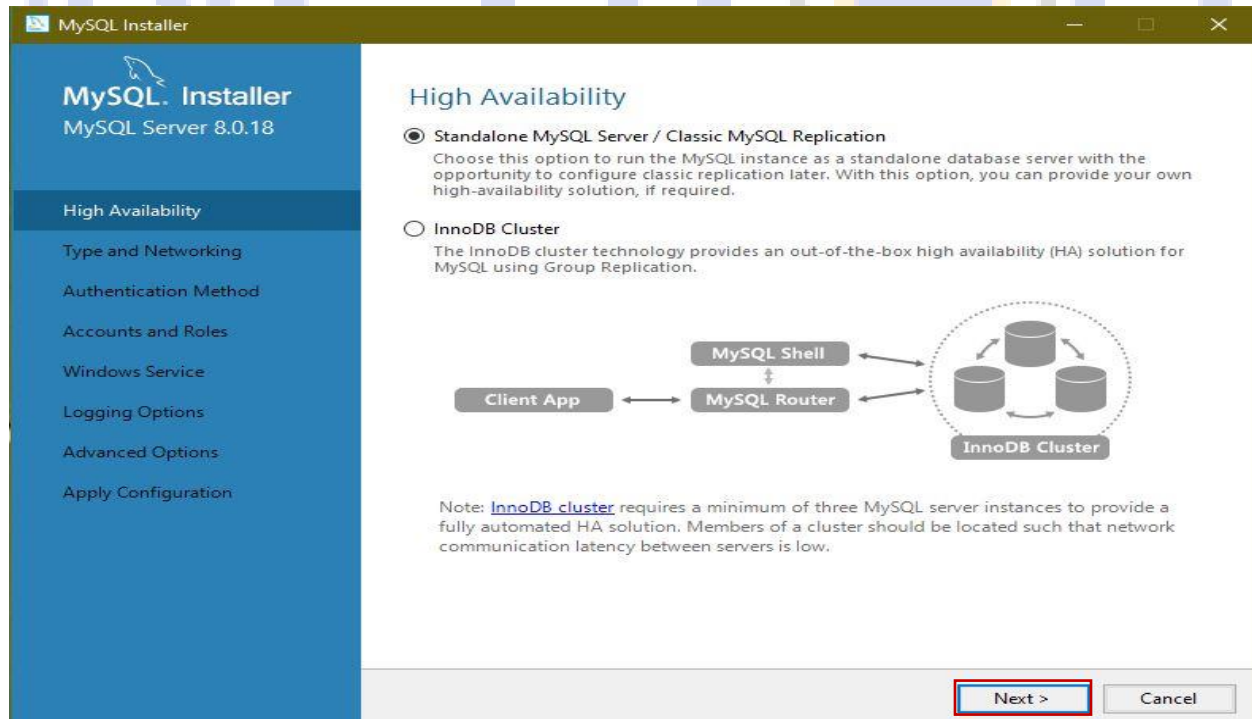 MySQL Installer
MySQL. Installer
MySQL Server 8.0.18
High Availability
Type and Networking
Authentication Method
Accounts and Roles
Windows Service
Logging Options
Advanced Options
Apply Configuration
High Availability
Standalone MySQL Server / Classic MySQL Replication
Choose this option to run the MySQL instance as a standalone database server with the
opportunity to configure classic replication later. With this option, you can provide your own
high-availability solution, if required.
InnoDB Cluster
The InnoDB cluster technology provides an out-of-the-box high availability (HA) solution for
MySQL using Group Replication.
MySQL Shell
Client App
MySQL Router
InnoDB Cluster
Note: InnoDB cluster requires a minimum of three MySQL server instances to provide a
fully automated HA solution. Members of a cluster should be located such that network
communication latency between servers is low.
Next >
Cancel